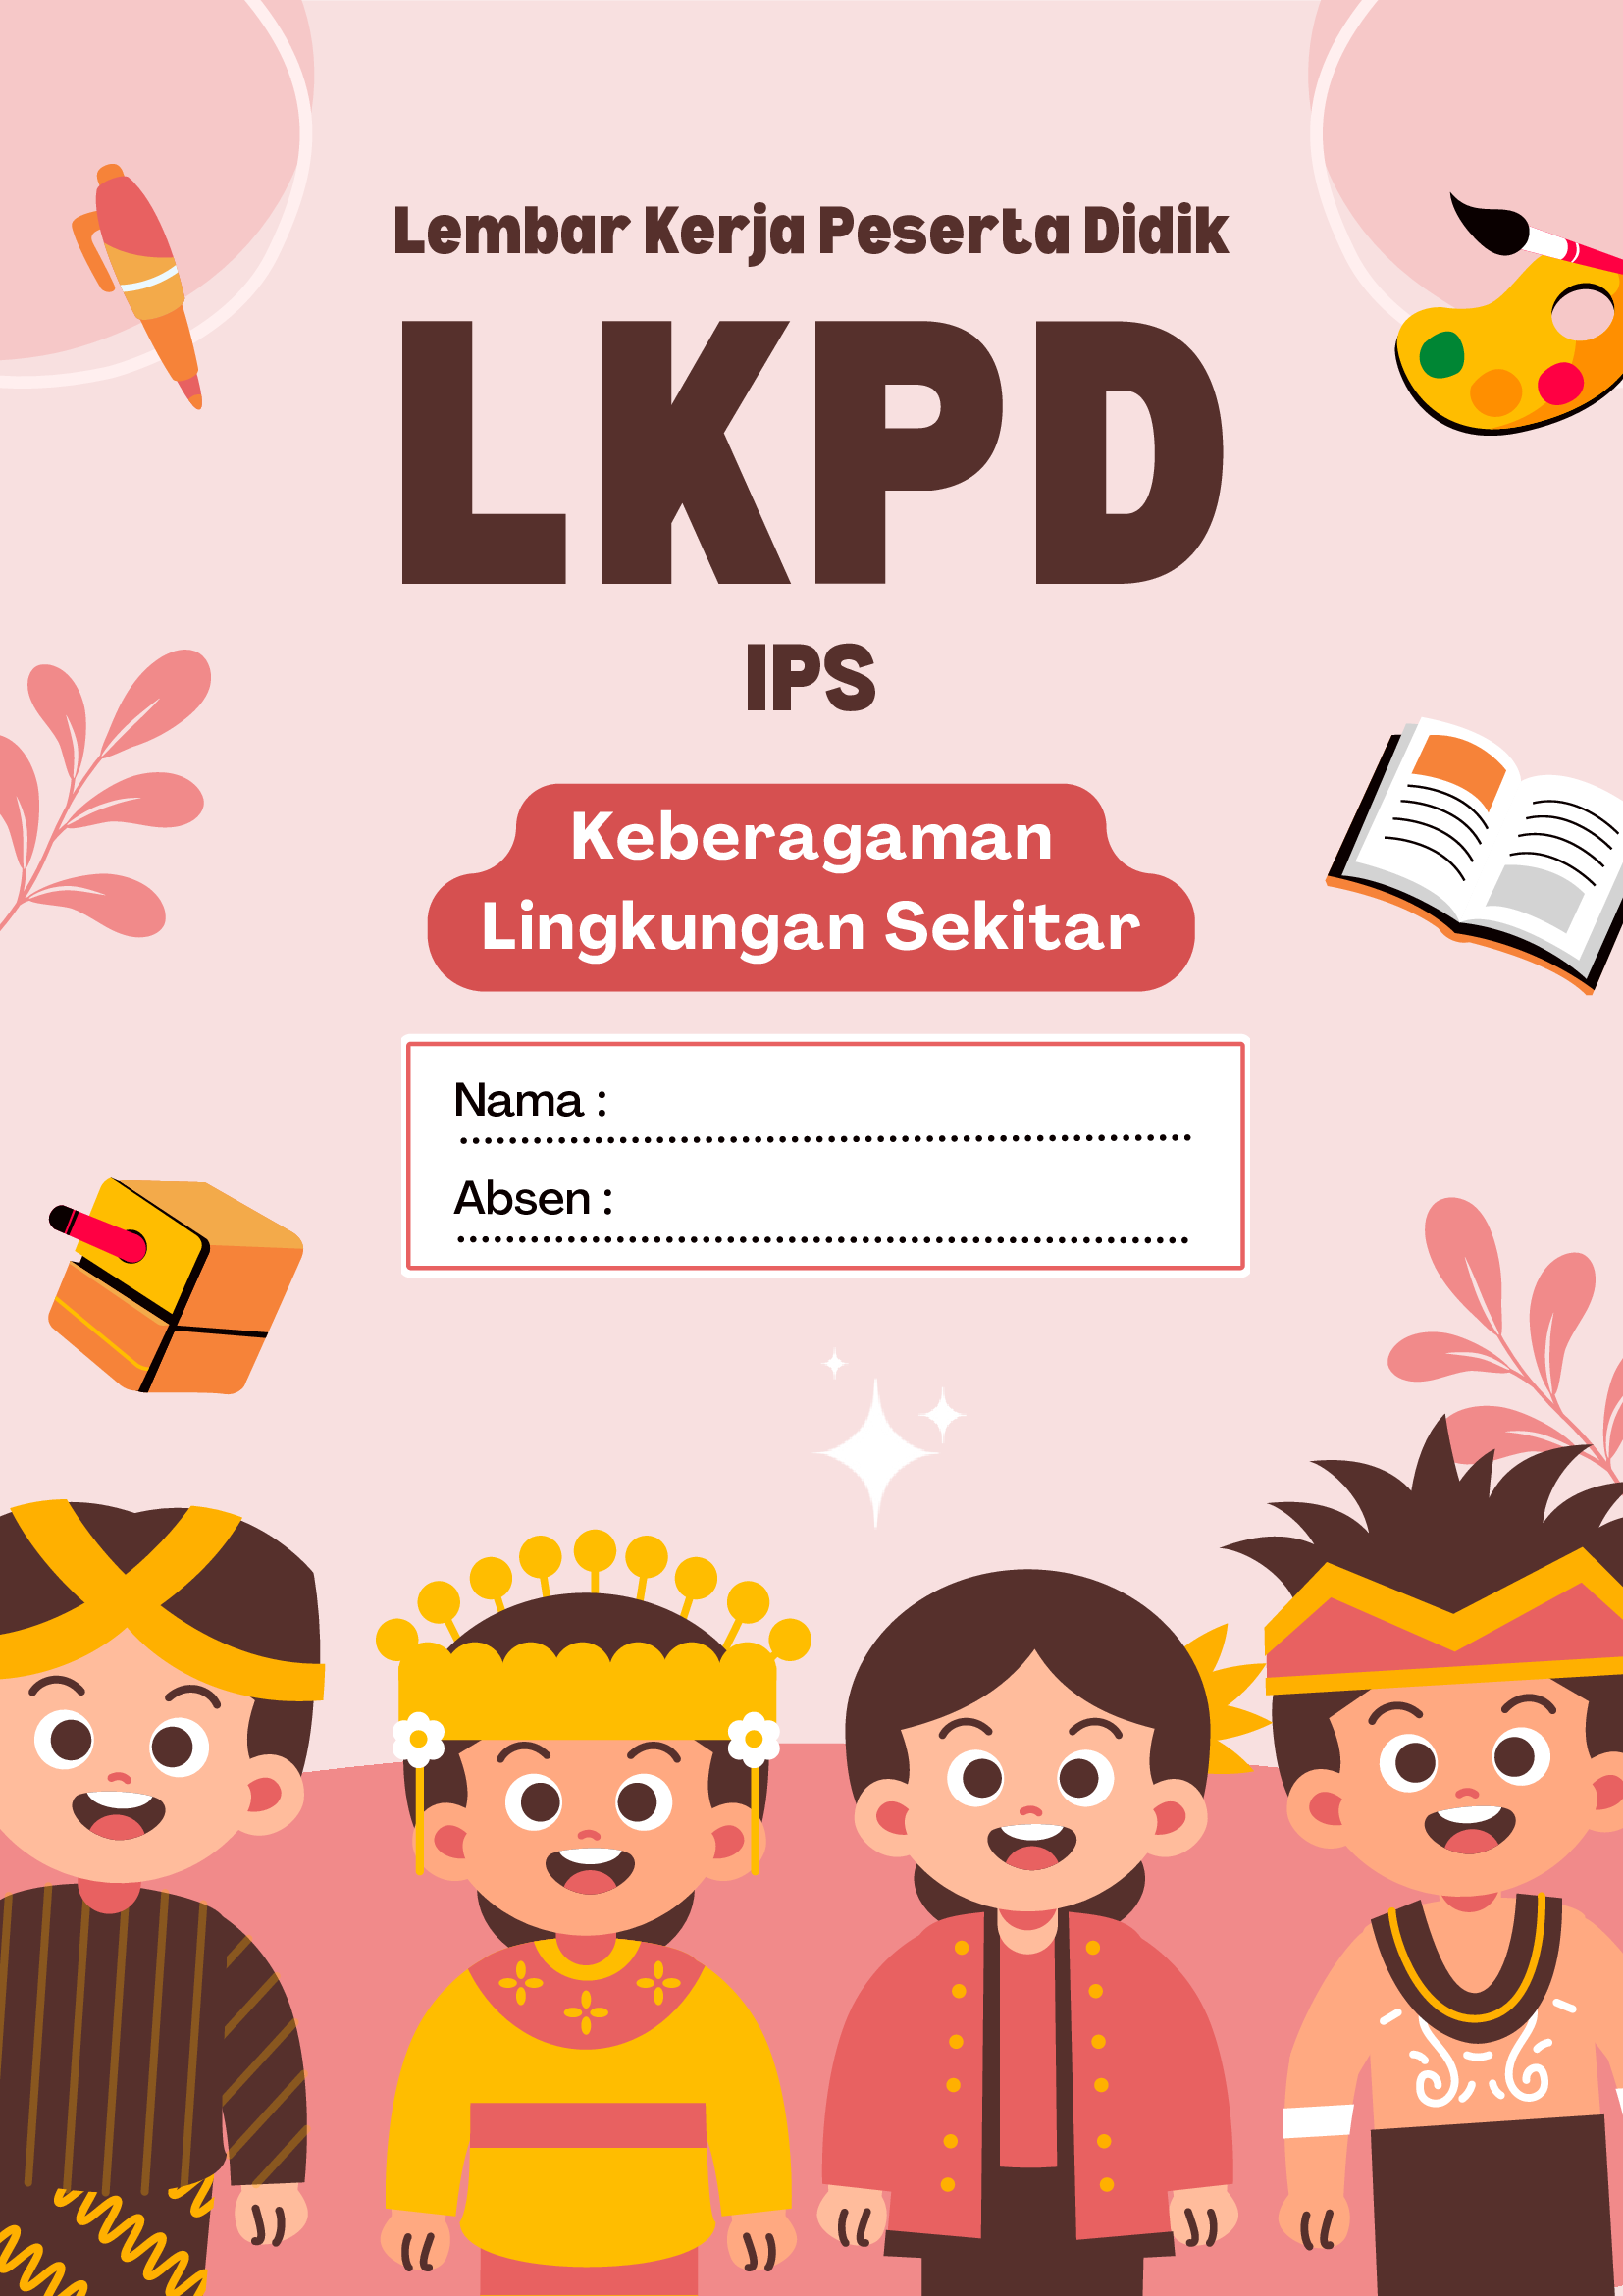 Lembar Kerja Peserta Didik
LKPD
IPS
Keberagaman
Lingkungan Sekitar
Nama :
Absen :